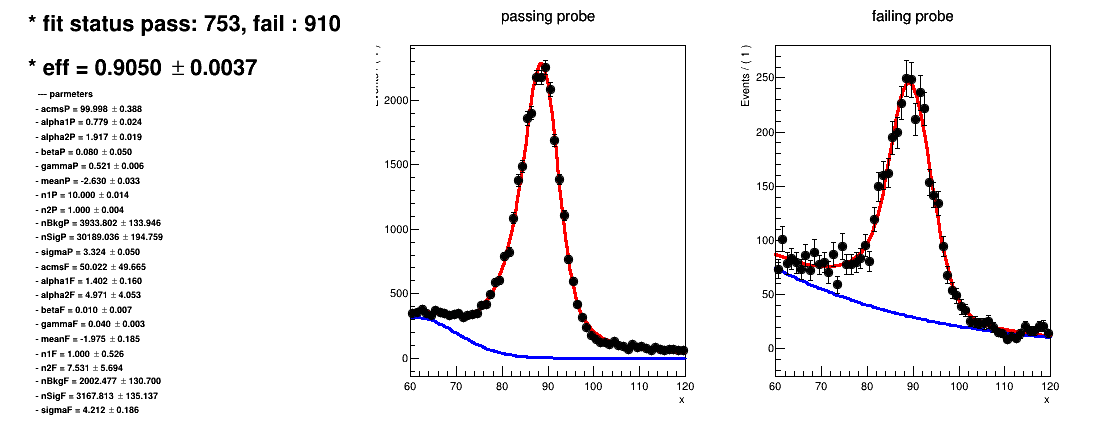 * fit status pass: 753, fail : 910
* eff = 0.9050 ± 0.0037
--- parmeters
- acmsP = 99.998 ± 0.388
- alpha1P = 0.779 ± 0.024
- alpha2P = 1.917 ± 0.019
- betaP = 0.080 ± 0.050
- gammaP = 0.521 ± 0.006
- meanP = -2.630 ± 0.033
- n1P = 10.000 ± 0.014
- n2P = 1.000 ± 0.004
- nBkgP = 3933.802 ± 133.946
- nSigP = 30189.036 ± 194.759
- sigmaP = 3.324 ± 0.050
- acmsF = 50.022 ± 49.665
- alpha1F = 1.402 ± 0.160
- alpha2F = 4.971 ± 4.053
- betaF = 0.010 ± 0.007
- gammaF = 0.040 ± 0.003
- meanF = -1.975 ± 0.185
- n1F = 1.000 ± 0.526
- n2F = 7.531 ± 5.694
- nBkgF = 2002.477 ± 130.700
- nSigF = 3167.813 ± 135.137
- sigmaF = 4.212 ± 0.186
passing probe
2000
1500
1000
500
0
60 70 80 90 100 110 120
x
failing probe
Events / ( 1 )
250
200
150
100
50
0
60 70 80 90 100 110 120
x